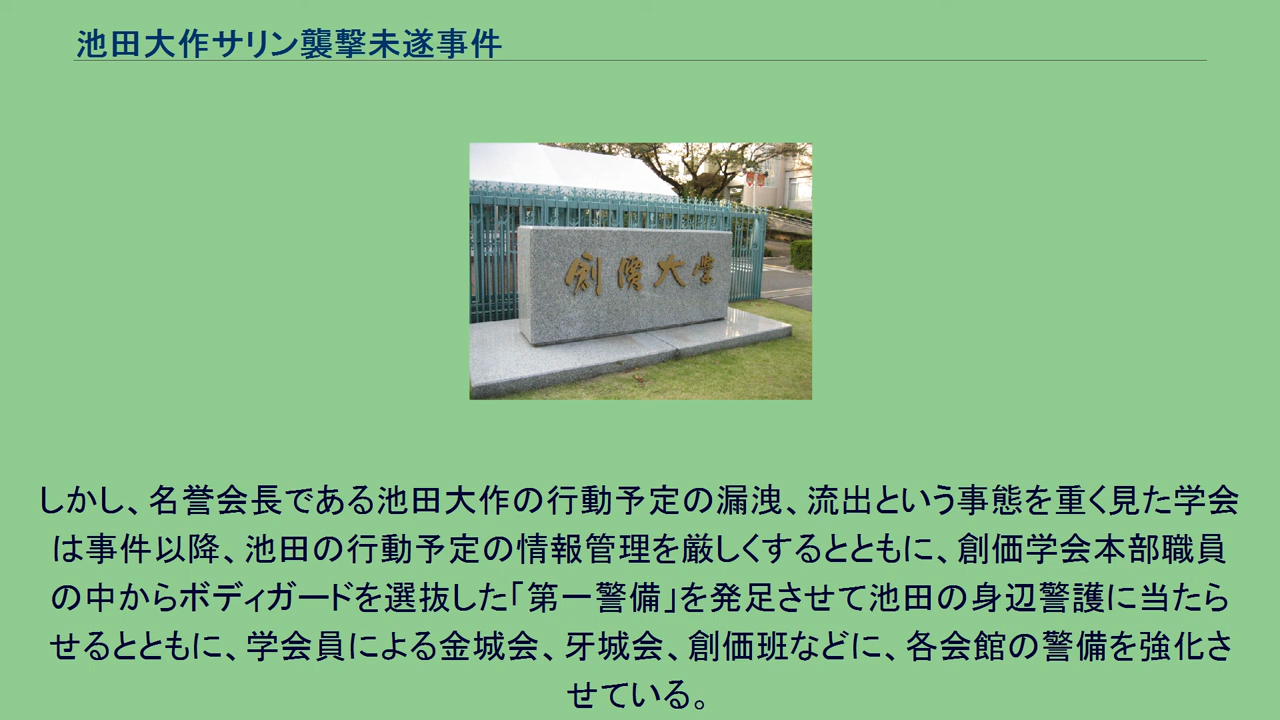 池田大作サリン襲撃未遂事件
創価大学
しかし、名誉会長である池田大作の行動予定の漏洩、流出という事態を重く見た学会
は事件以降、池田の行動予定の情報管理を厳しくするとともに、創価学会本部職員
の中からボディガードを選抜した「第一警備」を発足させて池田の身辺警護に当たら
せるとともに、学会員による金城会、牙城会、創価班などに、各会館の警備を強化さ
せている。